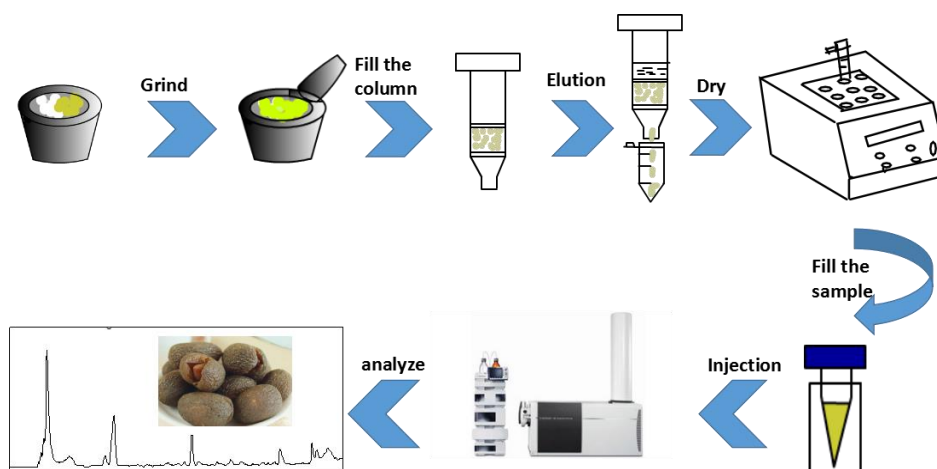 Grind
Fill the
column
Elution
Dry
Fill the
sample
Injection
analyze